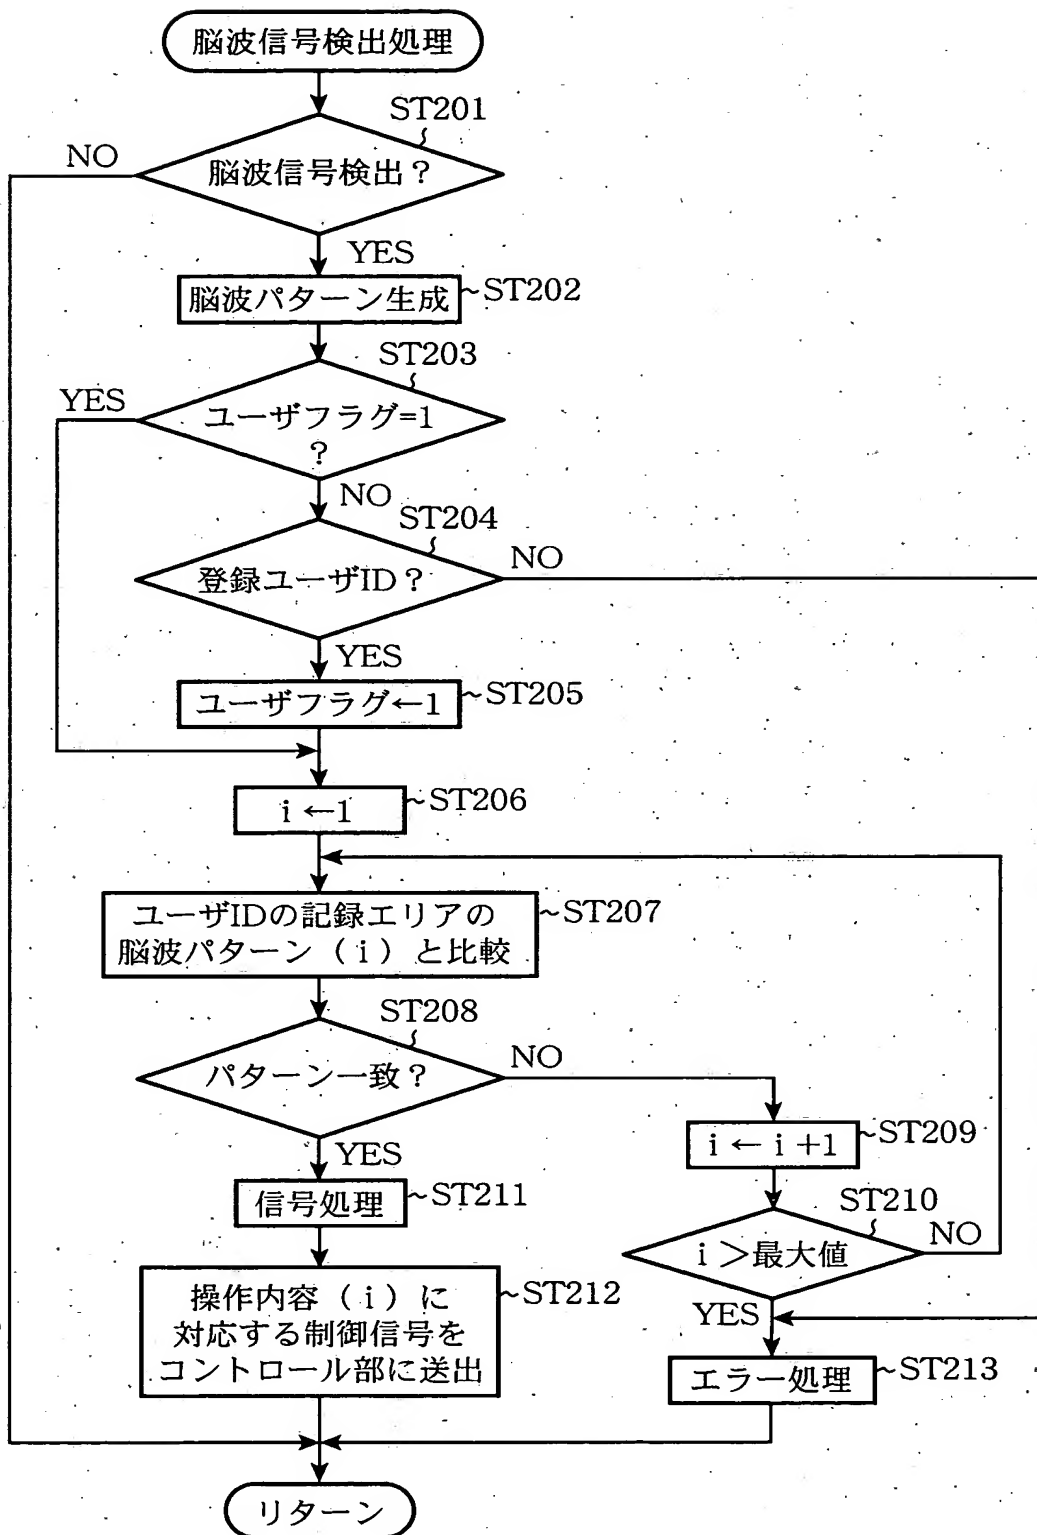 脳波信号検出処理
ST201
NO
脳波信号検出？
YES
脳波パターン生成
ST202
ST203
YES
ユーザフラグ=1
？
NO
ST204
NO
登録ユーザID？
YES
ユーザフラグ←1
ST205
i ←1
ST206
ユーザIDの記録エリアの
脳波パターン（i）と比較
ST207
ST208
NO
パターン一致？
YES
i ← i +1
ST209
信号処理
ST211
ST210
NO
i ＞最大値
YES
操作内容（i）に
対応する制御信号を
コントロール部に送出
ST212
エラー処理
ST213
リターン